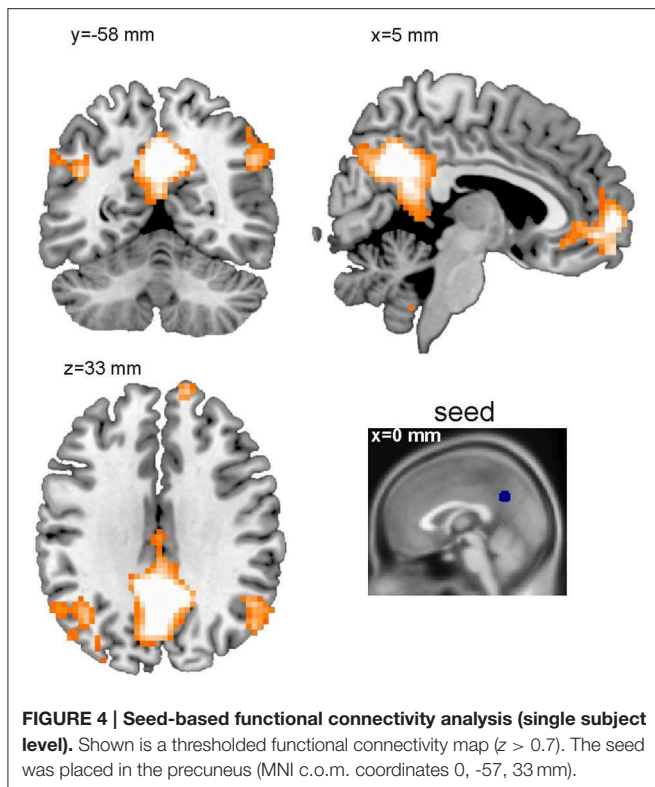 y=-58 mm
x=5 mm
z=33 mm
seed
x=0 mm
FIGURE 4 | Seed-based functional connectivity analysis (single subject
level). Shown is a thresholded functional connectivity map (z > 0.7). The seed
was placed in the precuneus (MNI c.o.m. coordinates 0, -57, 33 mm).